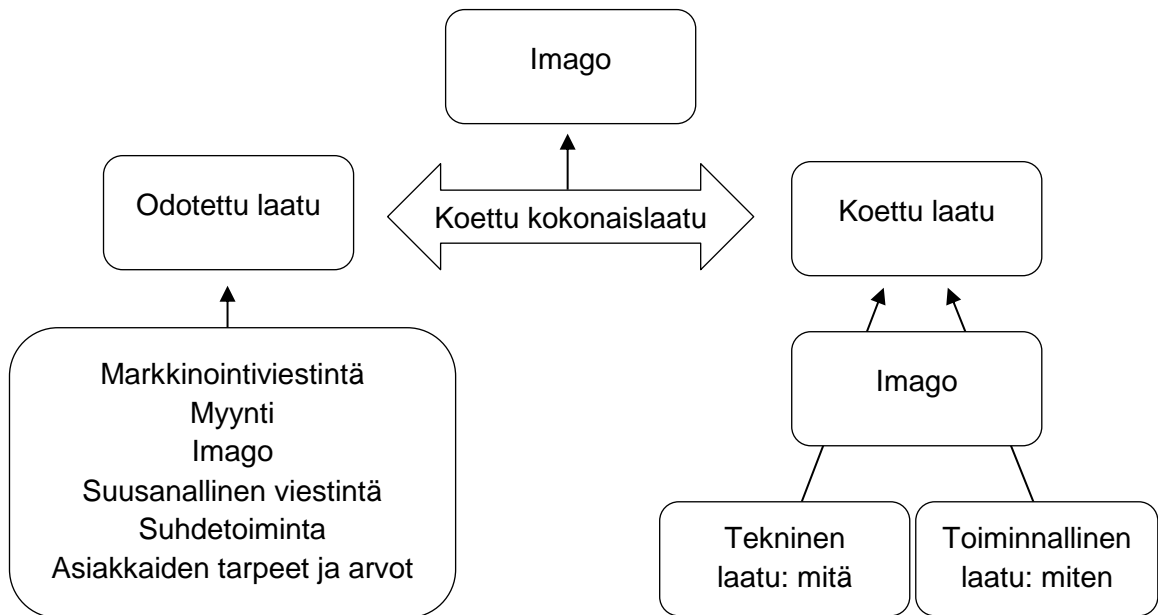 Imago
Odotettu laatu
Koettu kokonaislaatu
Koettu laatu
Markkinointiviestintä
Myynti
Imago
Suusanallinen viestintä
Suhdetoiminta
Asiakkaiden tarpeet ja arvot
Imago
Tekninen
laatu: mitä
Toiminnallinen
laatu: miten